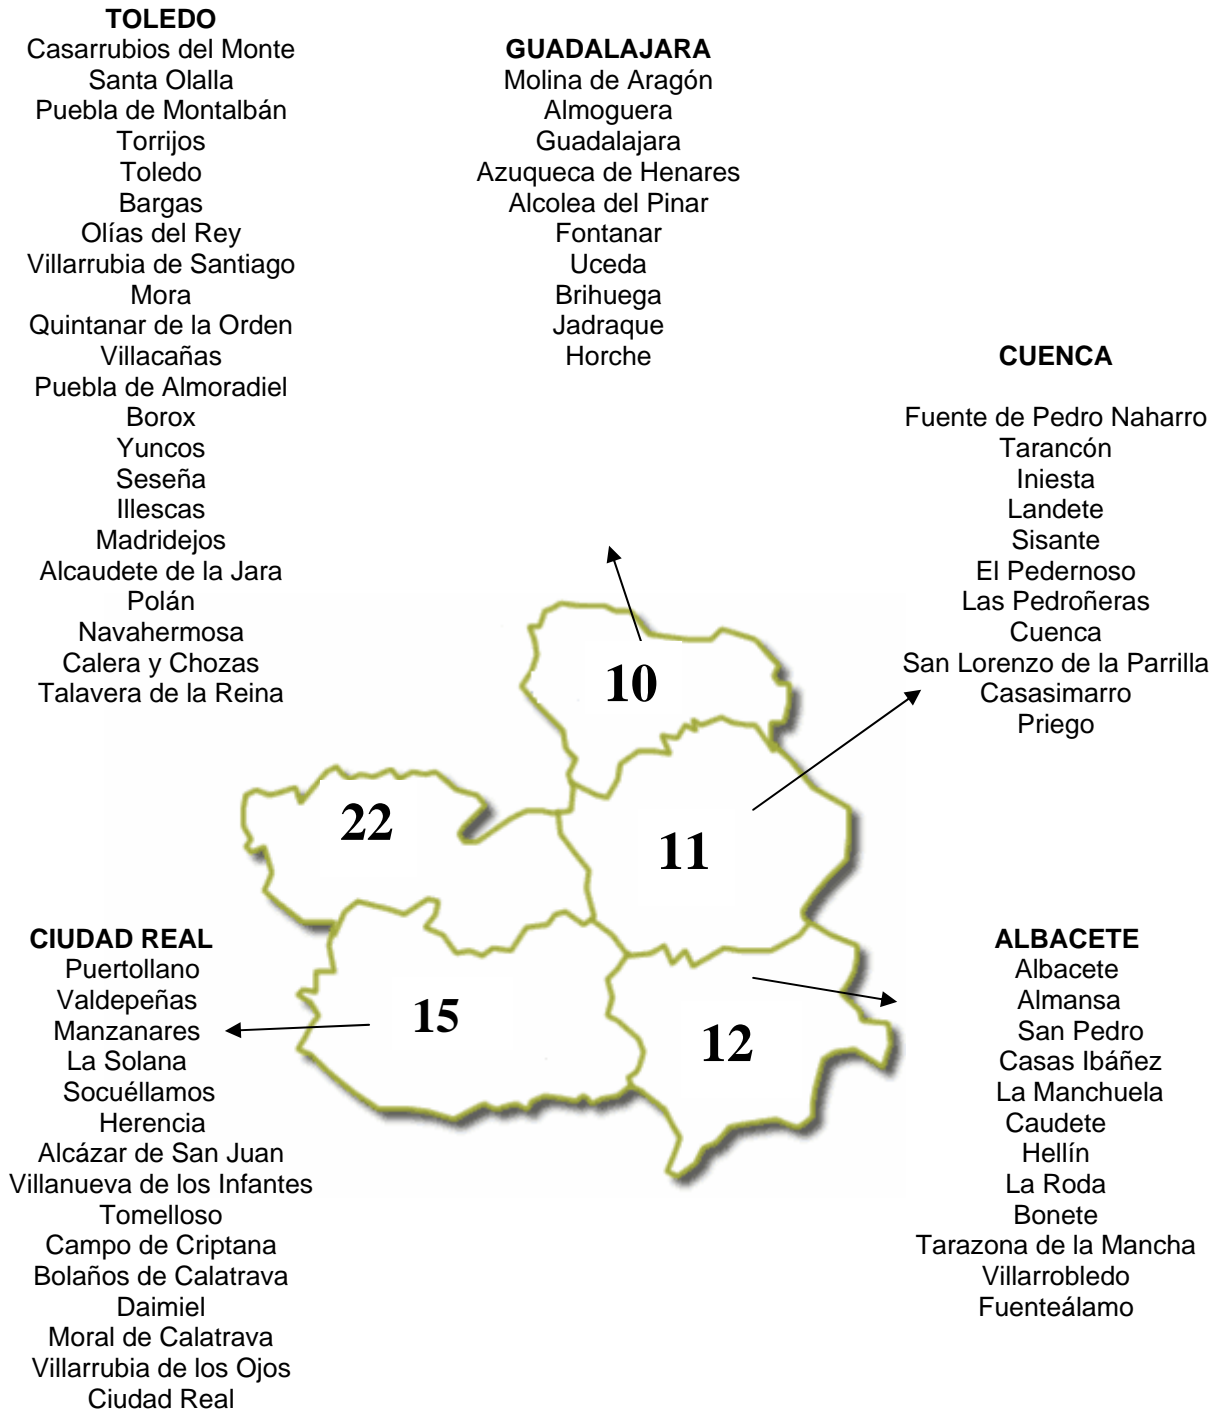 TOLEDO
Casarrubios del Monte
Santa Olalla
Puebla de Montalbán
Torrijos
Toledo
Bargas
Olías del Rey
Villarrubia de Santiago
Mora
Quintanar de la Orden
Villacañas
Puebla de Almoradiel
Borox
Yuncos
Seseña
Illescas
Madridejos
Alcaudete de la Jara
Polán
Navahermosa
Calera y Chozas
Talavera de la Reina
GUADALAJARA
Molina de Aragón
Almoguera
Guadalajara
Azuqueca de Henares
Alcolea del Pinar
Fontanar
Uceda
Brihuega
Jadraque
Horche
CUENCA
Fuente de Pedro Naharro
Tarancón
Iniesta
Landete
Sisante
El Pedernoso
Las Pedroñeras
Cuenca
San Lorenzo de la Parrilla
Casasimarro
Priego
10
22
11
15
12
CIUDAD REAL
Puertollano
Valdepeñas
Manzanares
La Solana
Socuéllamos
Herencia
Alcázar de San Juan
Villanueva de los Infantes
Tomelloso
Campo de Criptana
Bolaños de Calatrava
Daimiel
Moral de Calatrava
Villarrubia de los Ojos
Ciudad Real
ALBACETE
Albacete
Almansa
San Pedro
Casas Ibáñez
La Manchuela
Caudete
Hellín
La Roda
Bonete
Tarazona de la Mancha
Villarrobledo
Fuenteálamo